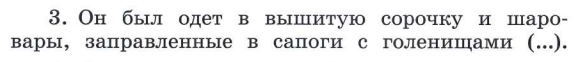 3. Он был одет в вышитую сорочку и шаро-
вары, заправленные в сапоги с голенищами (...).